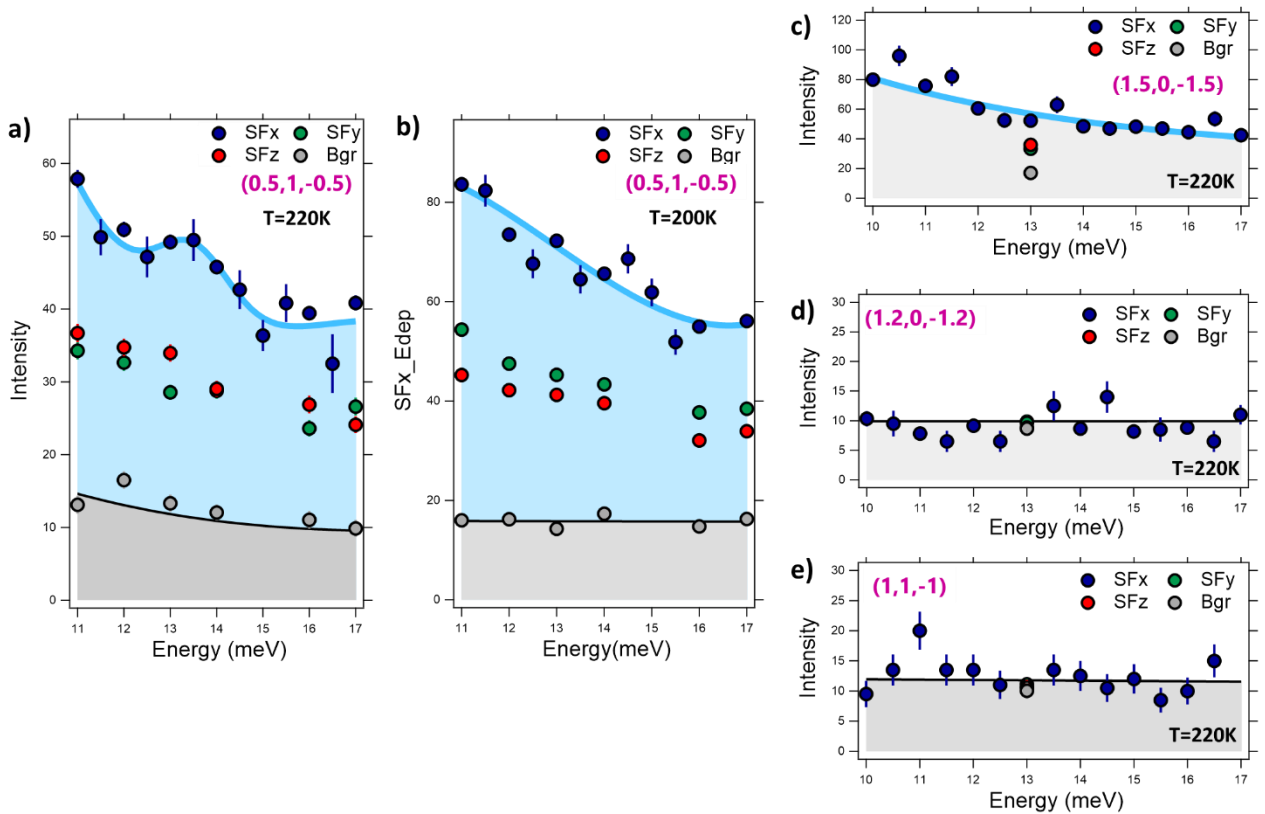 a)
SFx SFy
SFz Bgr
(0.5,1,-0.5)
T=220K
60
50
40
30
20
10
0
Intensity
11 12 13 14 15 16 17
Energy (meV)
b)
SFx SFy
SFz Bgr
(0.5,1,-0.5)
T=200K
80
60
40
20
0
SFx_Edep
11 12 13 14 15 16 17
Energy(meV)
c)
SFx SFy
SFz Bgr
(1.5,0,-1.5)
T=220K
120
100
80
60
40
20
0
Intensity
10 11 12 13 14 15 16 17
Energy (meV)
d)
(1.2,0,-1.2)
SFx SFy
SFz Bgr
T=220K
30
25
20
15
10
5
0
Intensity
10 11 12 13 14 15 16 17
Energy (meV)
e)
(1,1,-1)
SFx SFy
SFz Bgr
T=220K
30
25
20
15
10
5
0
Intensity
10 11 12 13 14 15 16 17
Energy (meV)